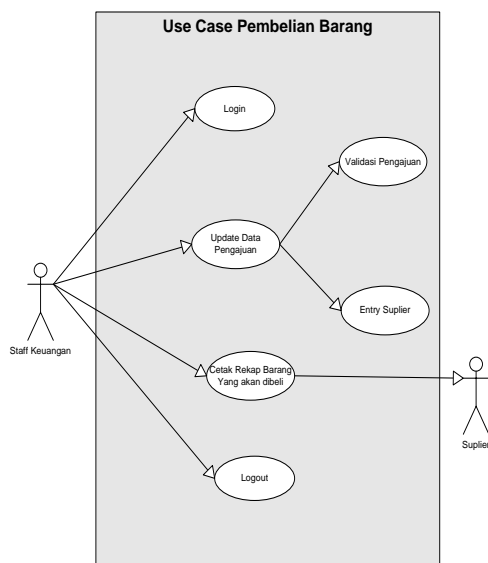 Use Case Pembelian Barang
Login
Validasi Pengajuan
Update Data
Pengajuan
Entry Suplier
Staff Keuangan
Cetak Rekap Barang
Yang akan dibeli
Suplier
Logout